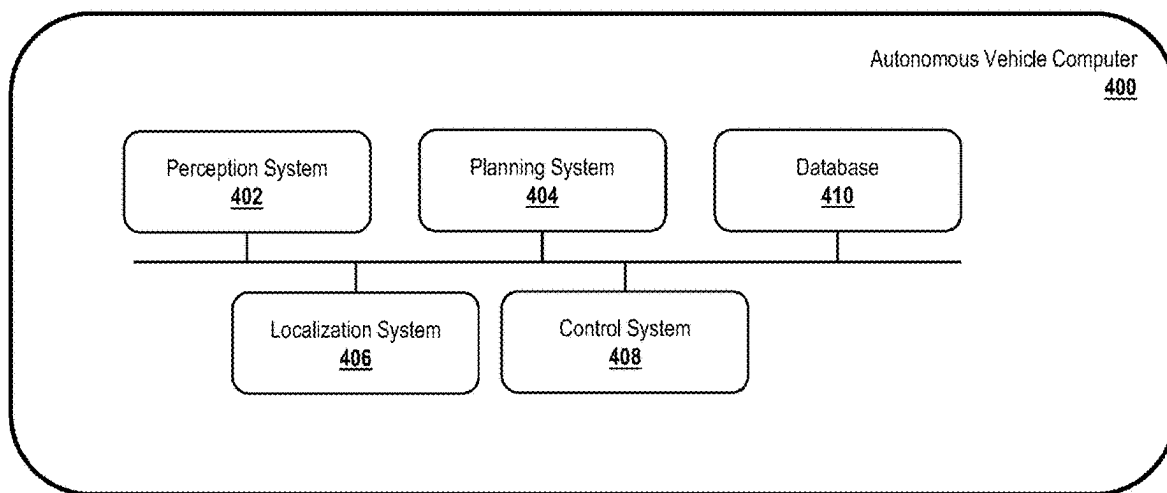 Autonomous Vehicle Computer
400
Perception System
402
Planning System
404
Database
410
Localization System
406
Control System
408